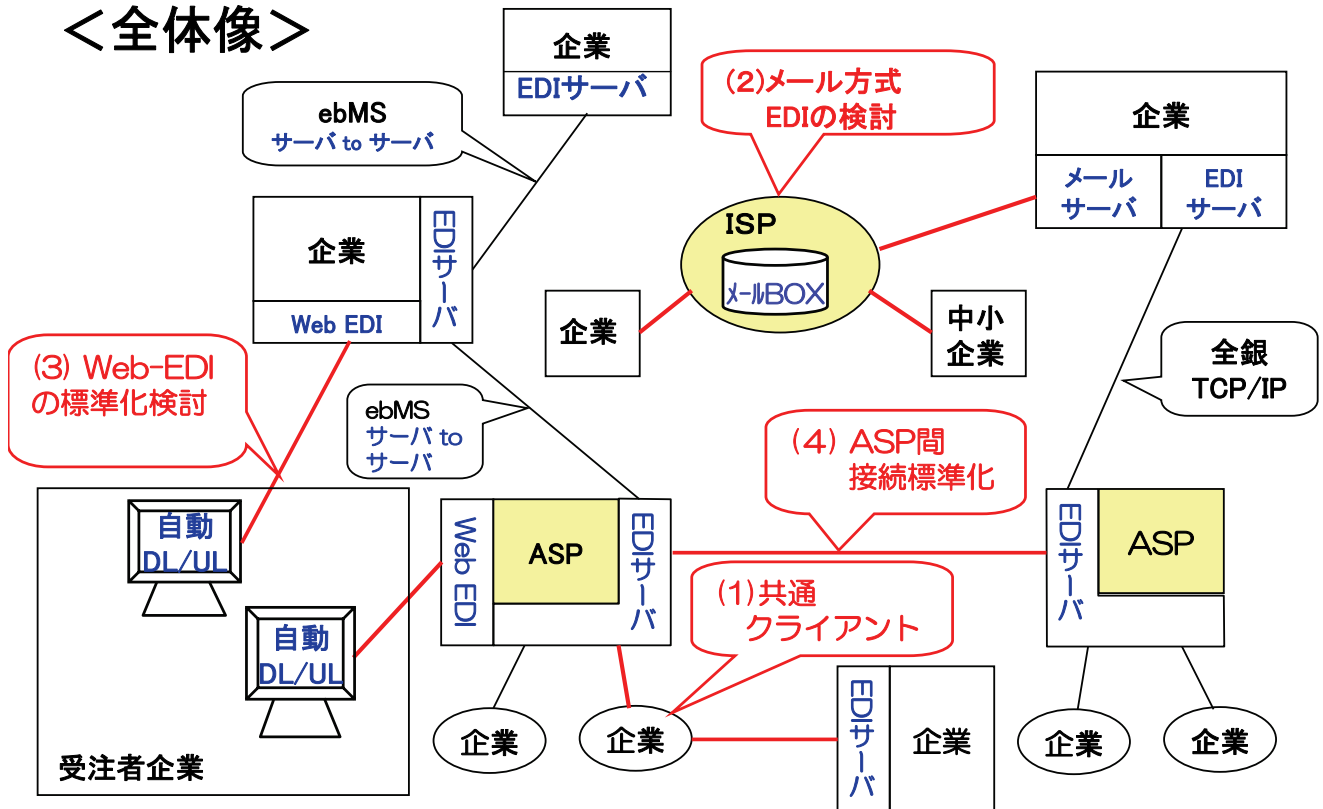 ＜全体像＞
企業
EDIサーバ
ebMS
サーバ to サーバ
(2)メール方式
EDIの検討
企業
メール
サーバ
EDI
サーバ
企業
EDIサーバ
Web EDI
ISP
メールBOX
企業
中小
企業
(3) Web-EDI
の標準化検討
ebMS
サーバ to
サーバ
全銀
TCP/IP
(4) ASP間
接続標準化
自動
DL/UL
自動
DL/UL
受注者企業
Web EDI
ASP
EDIサーバ
(1)共通
クライアント
EDIサーバ
ASP
企業
企業
EDIサーバ
企業
企業
企業